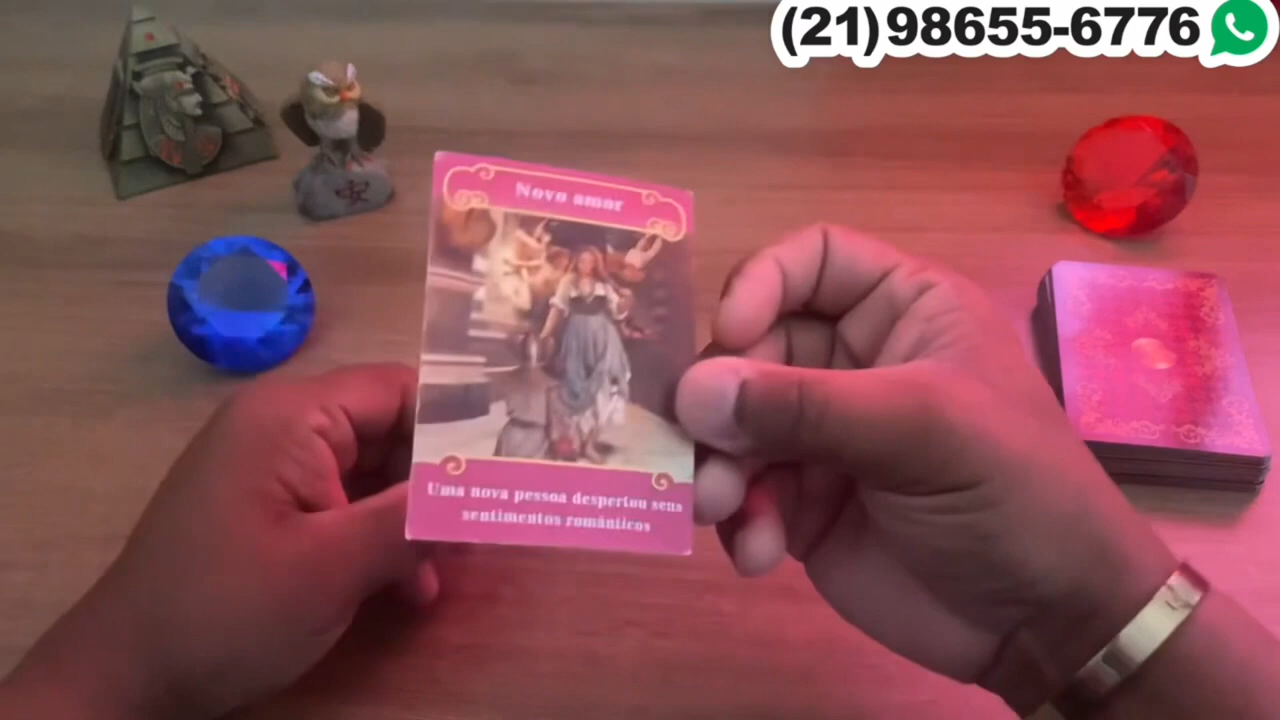 (21)98655-6776
Novo amor
Uma nova pessoa despertou seus
sentimentos românticos